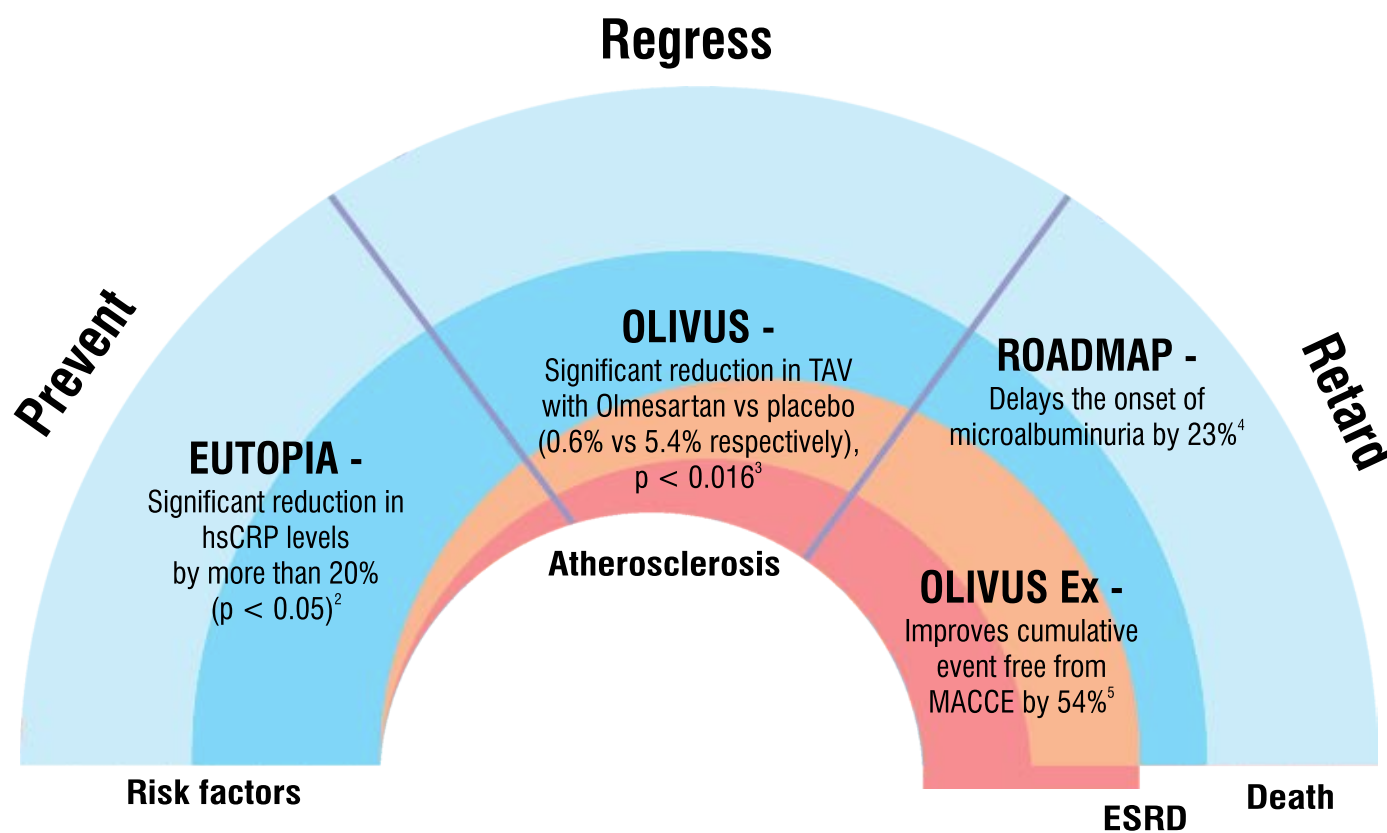 Regress
Prevent
Retard
EUTOPIA -
Significant reduction in
hsCRP levels
by more than 20%
(p < 0.05)2
OLIVUS -
Significant reduction in TAV
with Olmesartan vs placebo
(0.6% vs 5.4% respectively),
p < 0.0163
ROADMAP -
Delays the onset of
microalbuminuria by 23%4
Atherosclerosis
OLIVUS Ex -
Improves cumulative
event free from
MACCE by 54%5
Risk factors
ESRD
Death